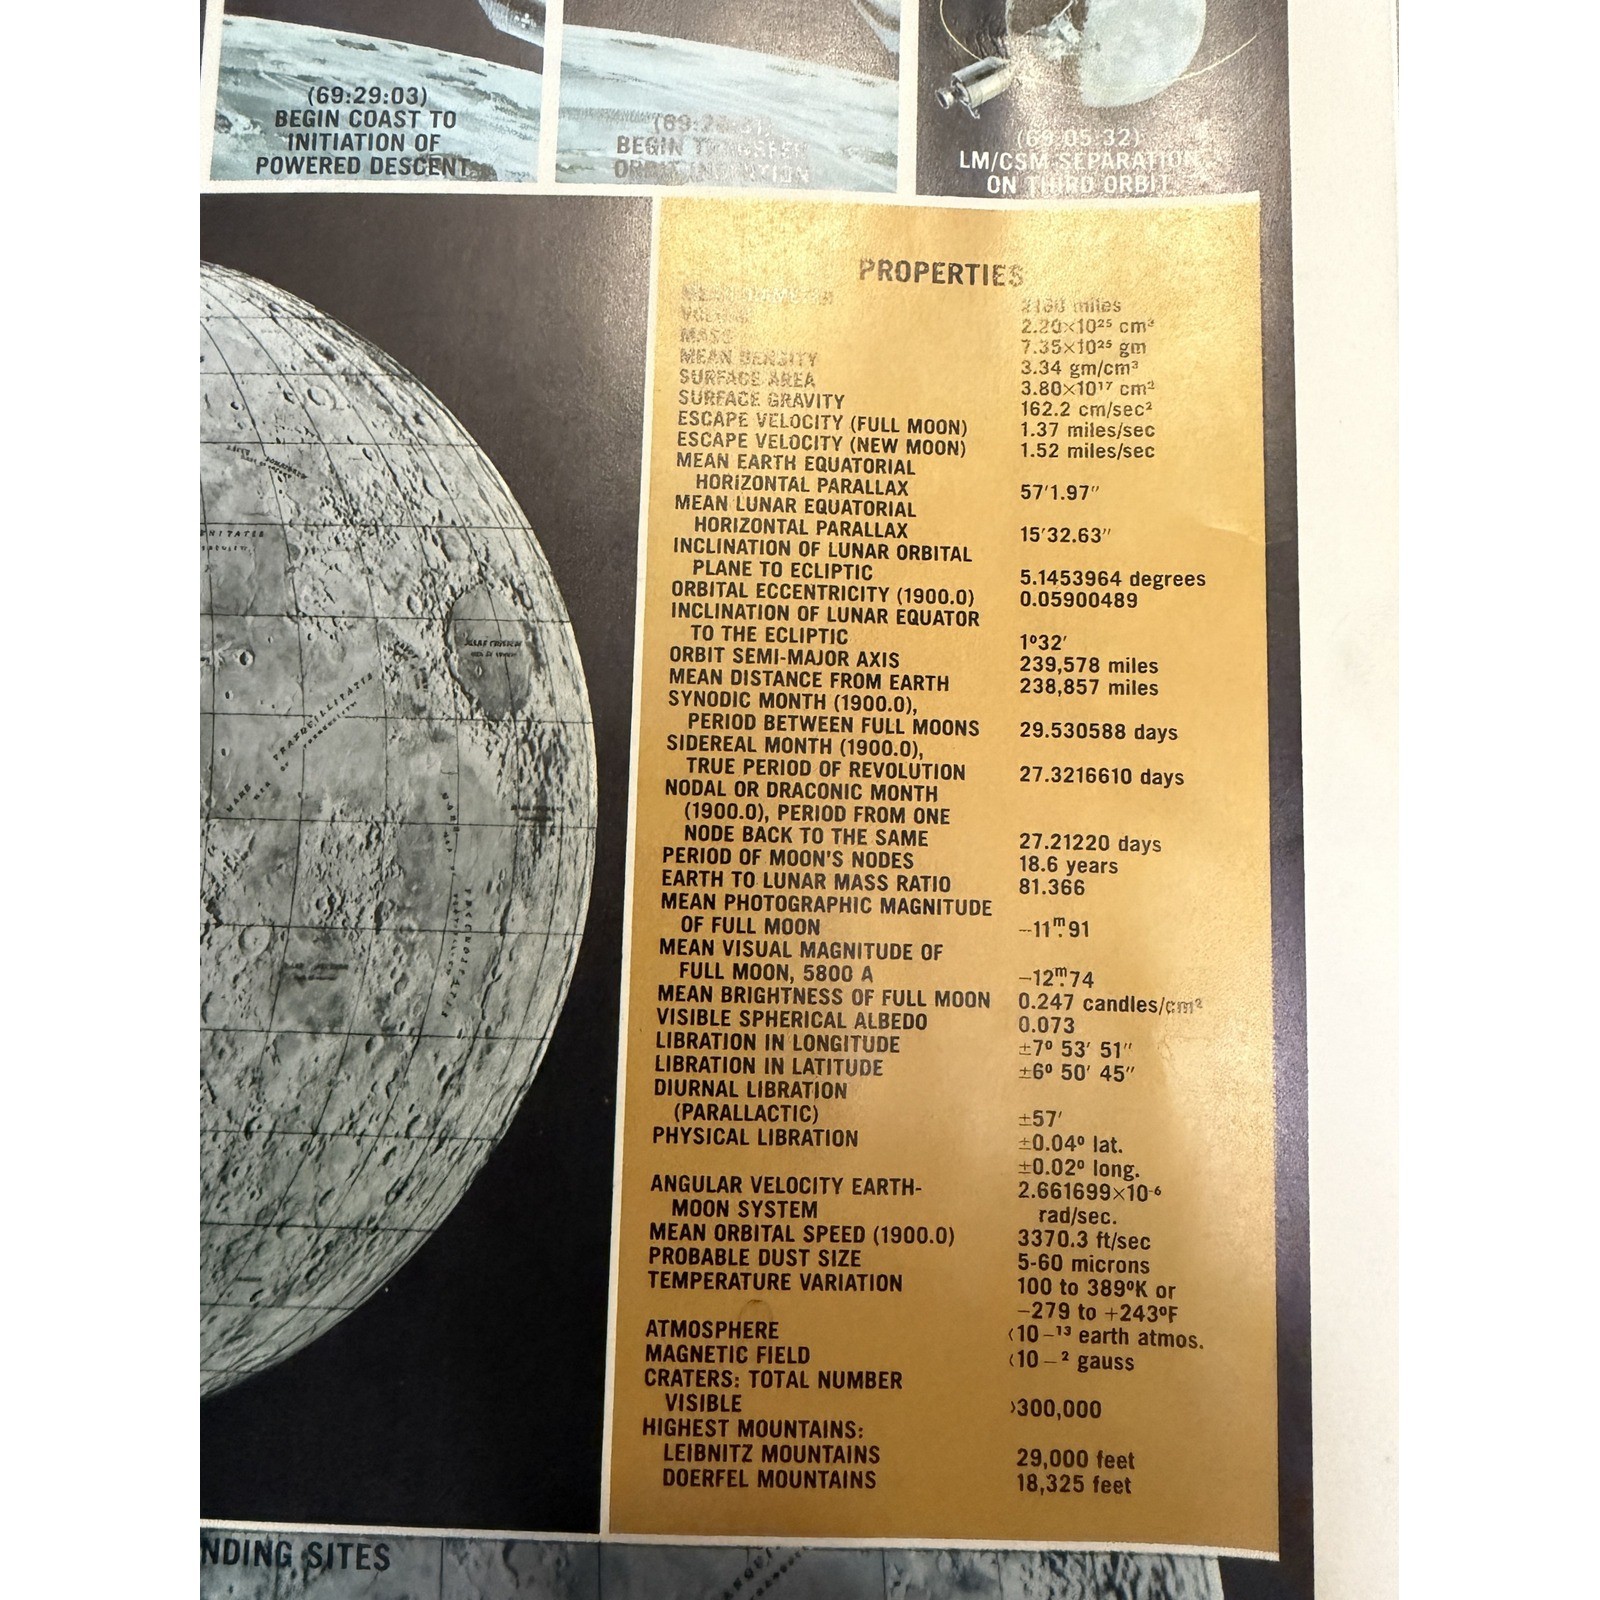 (69:29:03)
BEGIN COAST TO
INITIATION OF
POWERED DESCENT
BEGIN
(69:05:32)
LM/CSM SEPARATION
ON THIRD ORBIT
PROPERTIES
2160 miles
VOLUME 2.20×10²⁵ cm³
MASS 7.35×10²⁵ gm
MEAN DENSITY 3.34 gm/cm³
SURFACE AREA 3.80×10¹⁷ cm²
SURFACE GRAVITY 162.2 cm/sec²
ESCAPE VELOCITY (FULL MOON) 1.37 miles/sec
ESCAPE VELOCITY (NEW MOON) 1.52 miles/sec
MEAN EARTH EQUATORIAL
HORIZONTAL PARALLAX 57′1.97″
MEAN LUNAR EQUATORIAL
HORIZONTAL PARALLAX 15′32.63″
INCLINATION OF LUNAR ORBITAL
PLANE TO ECLIPTIC 5.1453964 degrees
ORBITAL ECCENTRICITY (1900.0) 0.05900489
INCLINATION OF LUNAR EQUATOR
TO THE ECLIPTIC 1º32′
ORBIT SEMI-MAJOR AXIS 239,578 miles
MEAN DISTANCE FROM EARTH 238,857 miles
SYNODIC MONTH (1900.0),
PERIOD BETWEEN FULL MOONS 29.530588 days
SIDEREAL MONTH (1900.0),
TRUE PERIOD OF REVOLUTION 27.3216610 days
NODAL OR DRACONIC MONTH
(1900.0), PERIOD FROM ONE
NODE BACK TO THE SAME 27.21220 days
PERIOD OF MOON'S NODES 18.6 years
EARTH TO LUNAR MASS RATIO 81.366
MEAN PHOTOGRAPHIC MAGNITUDE
OF FULL MOON −11ᵐ.91
MEAN VISUAL MAGNITUDE OF
FULL MOON, 5800 A −12ᵐ.74
MEAN BRIGHTNESS OF FULL MOON 0.247 candles/cm²
VISIBLE SPHERICAL ALBEDO 0.073
LIBRATION IN LONGITUDE ±7º 53′ 51″
LIBRATION IN LATITUDE ±6º 50′ 45″
DIURNAL LIBRATION
(PARALLACTIC) ±57′
PHYSICAL LIBRATION ±0.04º lat.
±0.02º long.
ANGULAR VELOCITY EARTH- 2.661699×10⁻⁶
MOON SYSTEM rad/sec.
MEAN ORBITAL SPEED (1900.0) 3370.3 ft/sec
PROBABLE DUST SIZE 5-60 microns
TEMPERATURE VARIATION 100 to 389ºK or
−279 to +243ºF
ATMOSPHERE <10−¹³ earth atmos.
MAGNETIC FIELD <10−² gauss
CRATERS: TOTAL NUMBER
VISIBLE >300,000
HIGHEST MOUNTAINS:
LEIBNITZ MOUNTAINS 29,000 feet
DOERFEL MOUNTAINS 18,325 feet
NDING SITES